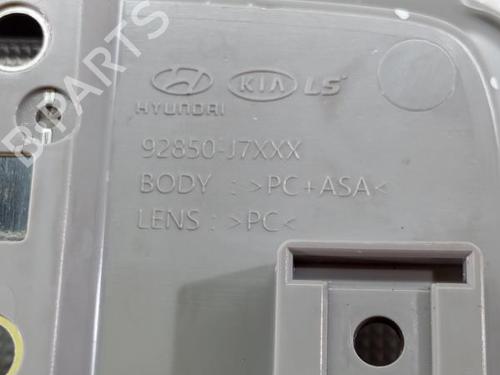 B-PARTS
KIA LS
HYUNDAI
92850-J7XXX
BODY : >PC+ASA<
LENS : >PC<